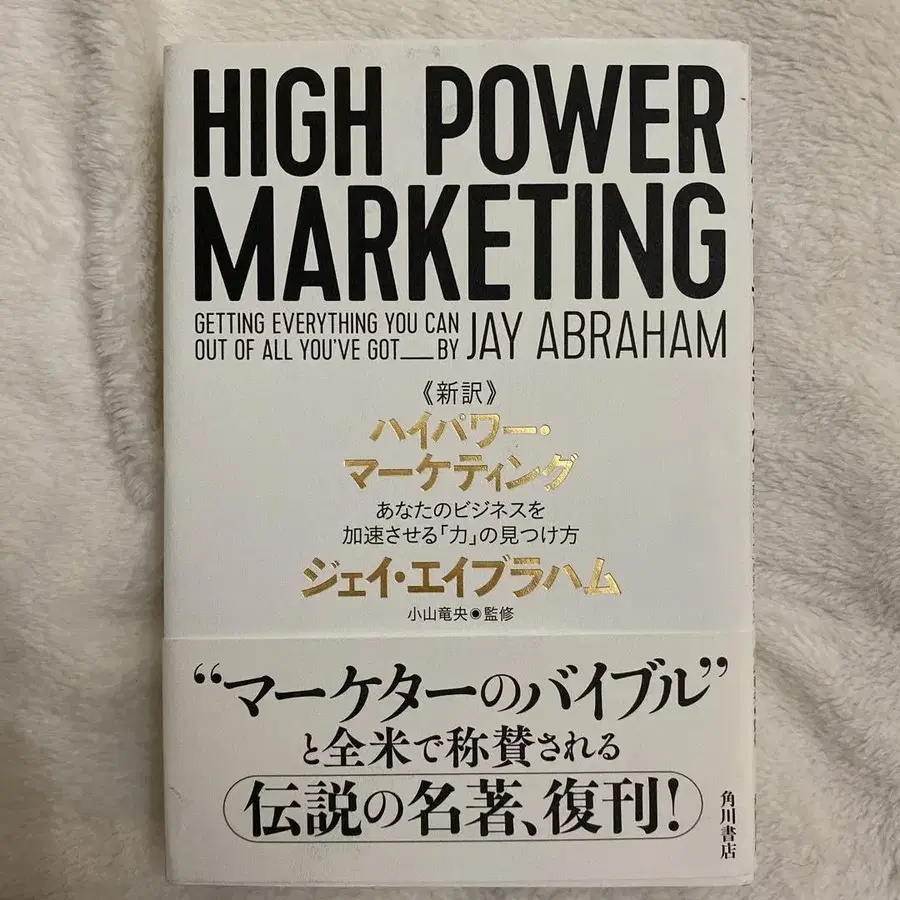 HIGH POWER
MARKETING
GETTING EVERYTHING YOU CAN
OUT OF ALL YOU'VE GOT___BY JAY ABRAHAM
《新訳》
ハイパワー・
マーケティング
あなたのビジネスを
加速させる「力」の見つけ方
ジェイ・エイブラハム
小山竜央◉監修
“マーケターのバイブル”
と全米で称賛される
伝説の名著、復刊!
角川書店